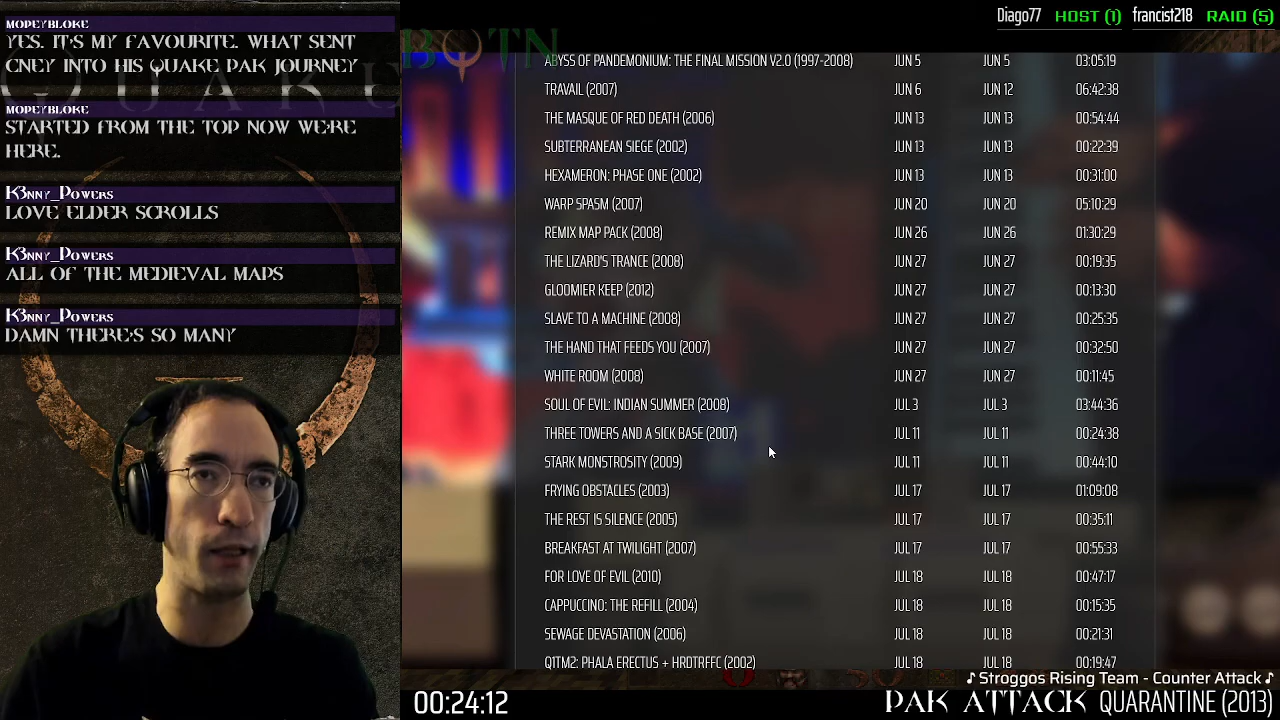 MOPEYBLOKE
YES. IT'S MY FAVOURITE. WHAT SENT
CNEY INTO HIS QUAKE PAK JOURNEY
MOPEYBLOKE
STARTED FROM THE TOP NOW WE'RE
HERE.
K3NNY_POWERS
LOVE ELDER SCROLLS
K3NNY_POWERS
ALL OF THE MEDIEVAL MAPS
K3NNY_POWERS
DAMN THERE'S SO MANY
QUAKE
Diago77 HOST (1) francist218 RAID (5)
BOTN
ABYSS OF PANDEMONIUM: THE FINAL MISSION V2.0 (1997-2008) JUN 5 JUN 5 03:05:19
TRAVAIL (2007) JUN 6 JUN 12 06:42:38
THE MASQUE OF RED DEATH (2006) JUN 13 JUN 13 00:54:44
SUBTERRANEAN SIEGE (2002) JUN 13 JUN 13 00:22:39
HEXAMERON: PHASE ONE (2002) JUN 13 JUN 13 00:31:00
WARP SPASM (2007) JUN 20 JUN 20 05:10:29
REMIX MAP PACK (2008) JUN 26 JUN 26 01:30:29
THE LIZARD'S TRANCE (2008) JUN 27 JUN 27 00:19:35
GLOOMIER KEEP (2012) JUN 27 JUN 27 00:13:30
SLAVE TO A MACHINE (2008) JUN 27 JUN 27 00:25:35
THE HAND THAT FEEDS YOU (2007) JUN 27 JUN 27 00:32:50
WHITE ROOM (2008) JUN 27 JUN 27 00:11:45
SOUL OF EVIL: INDIAN SUMMER (2008) JUL 3 JUL 3 03:44:36
THREE TOWERS AND A SICK BASE (2007) JUL 11 JUL 11 00:24:38
STARK MONSTROSITY (2009) JUL 11 JUL 11 00:44:10
FRYING OBSTACLES (2003) JUL 17 JUL 17 01:09:08
THE REST IS SILENCE (2005) JUL 17 JUL 17 00:35:11
BREAKFAST AT TWILIGHT (2007) JUL 17 JUL 17 00:55:33
FOR LOVE OF EVIL (2010) JUL 18 JUL 18 00:47:17
CAPPUCCINO: THE REFILL (2004) JUL 18 JUL 18 00:15:35
SEWAGE DEVASTATION (2006) JUL 18 JUL 18 00:21:31
Q1TM2: PHALA ERECTUS + HRDTRFFC (2002) JUL 18 JUL 18
♪ Stroggos Rising Team - Counter Attack ♪
00:24:12 PAK ATTACK QUARANTINE (2013)